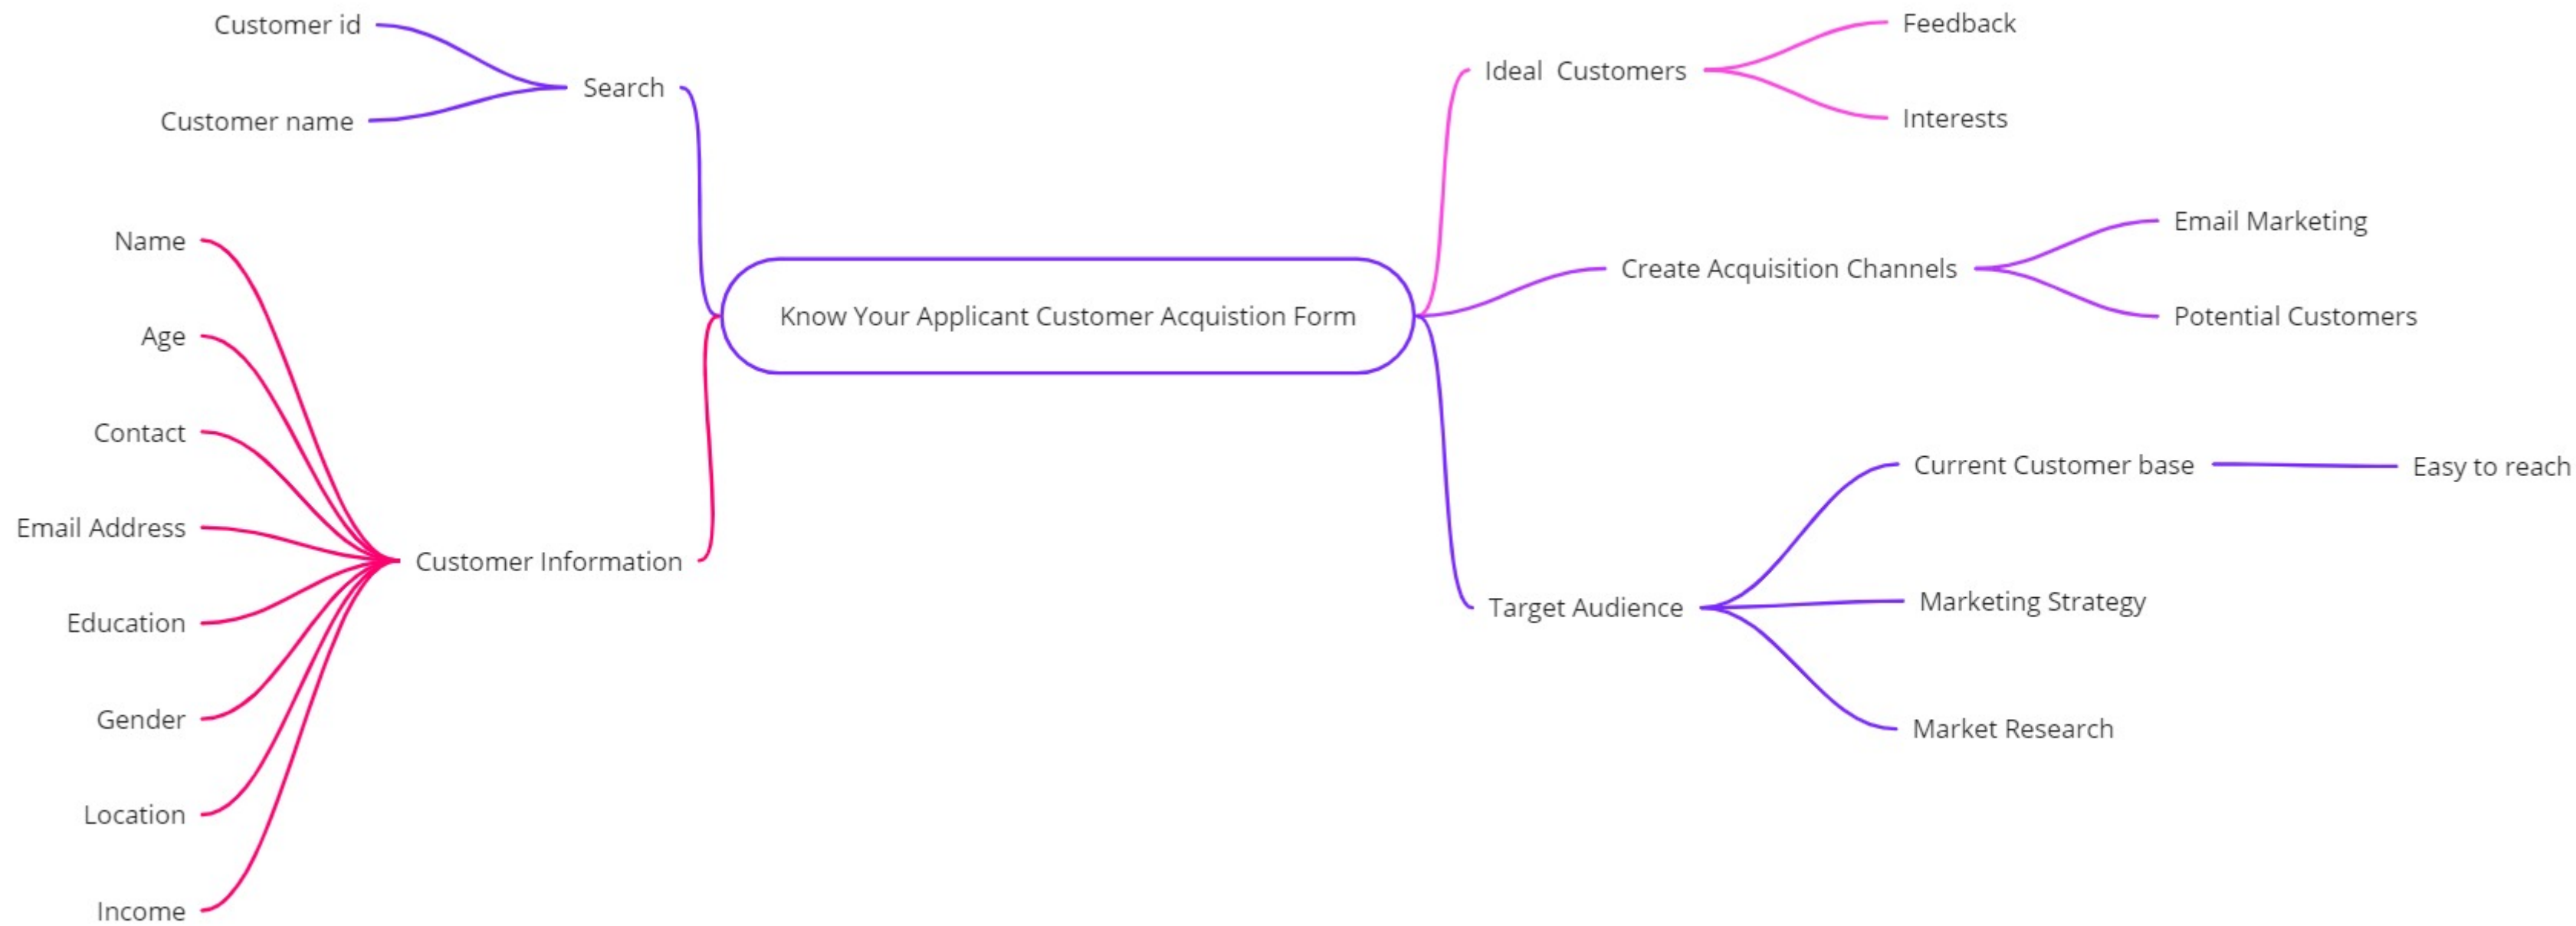 Customer id
Search
Customer name
Name
Age
Contact
Email Address
Customer Information
Education
Gender
Location
Income
Know Your Applicant Customer Acquistion Form
Ideal  Customers
Feedback
Interests
Create Acquisition Channels
Email Marketing
Potential Customers
Target Audience
Current Customer base
Easy to reach
Marketing Strategy
Market Research